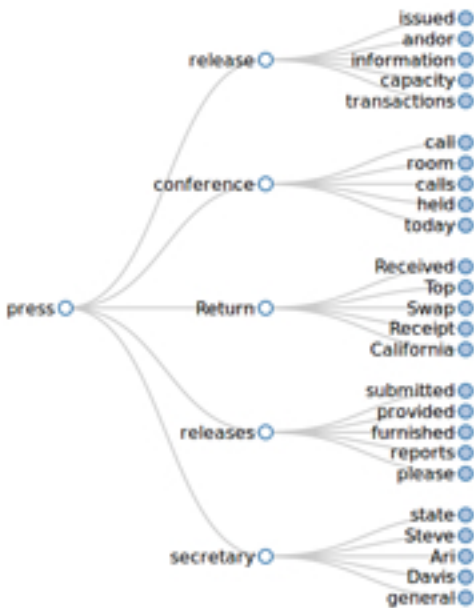 issued
andor
release
information
capacity
transactions
call
room
conference
calls
held
today
Received
Top
press
Return
Swap
Receipt
California
submitted
provided
releases
furnished
reports
please
state
Steve
secretary
Ari
Davis
general